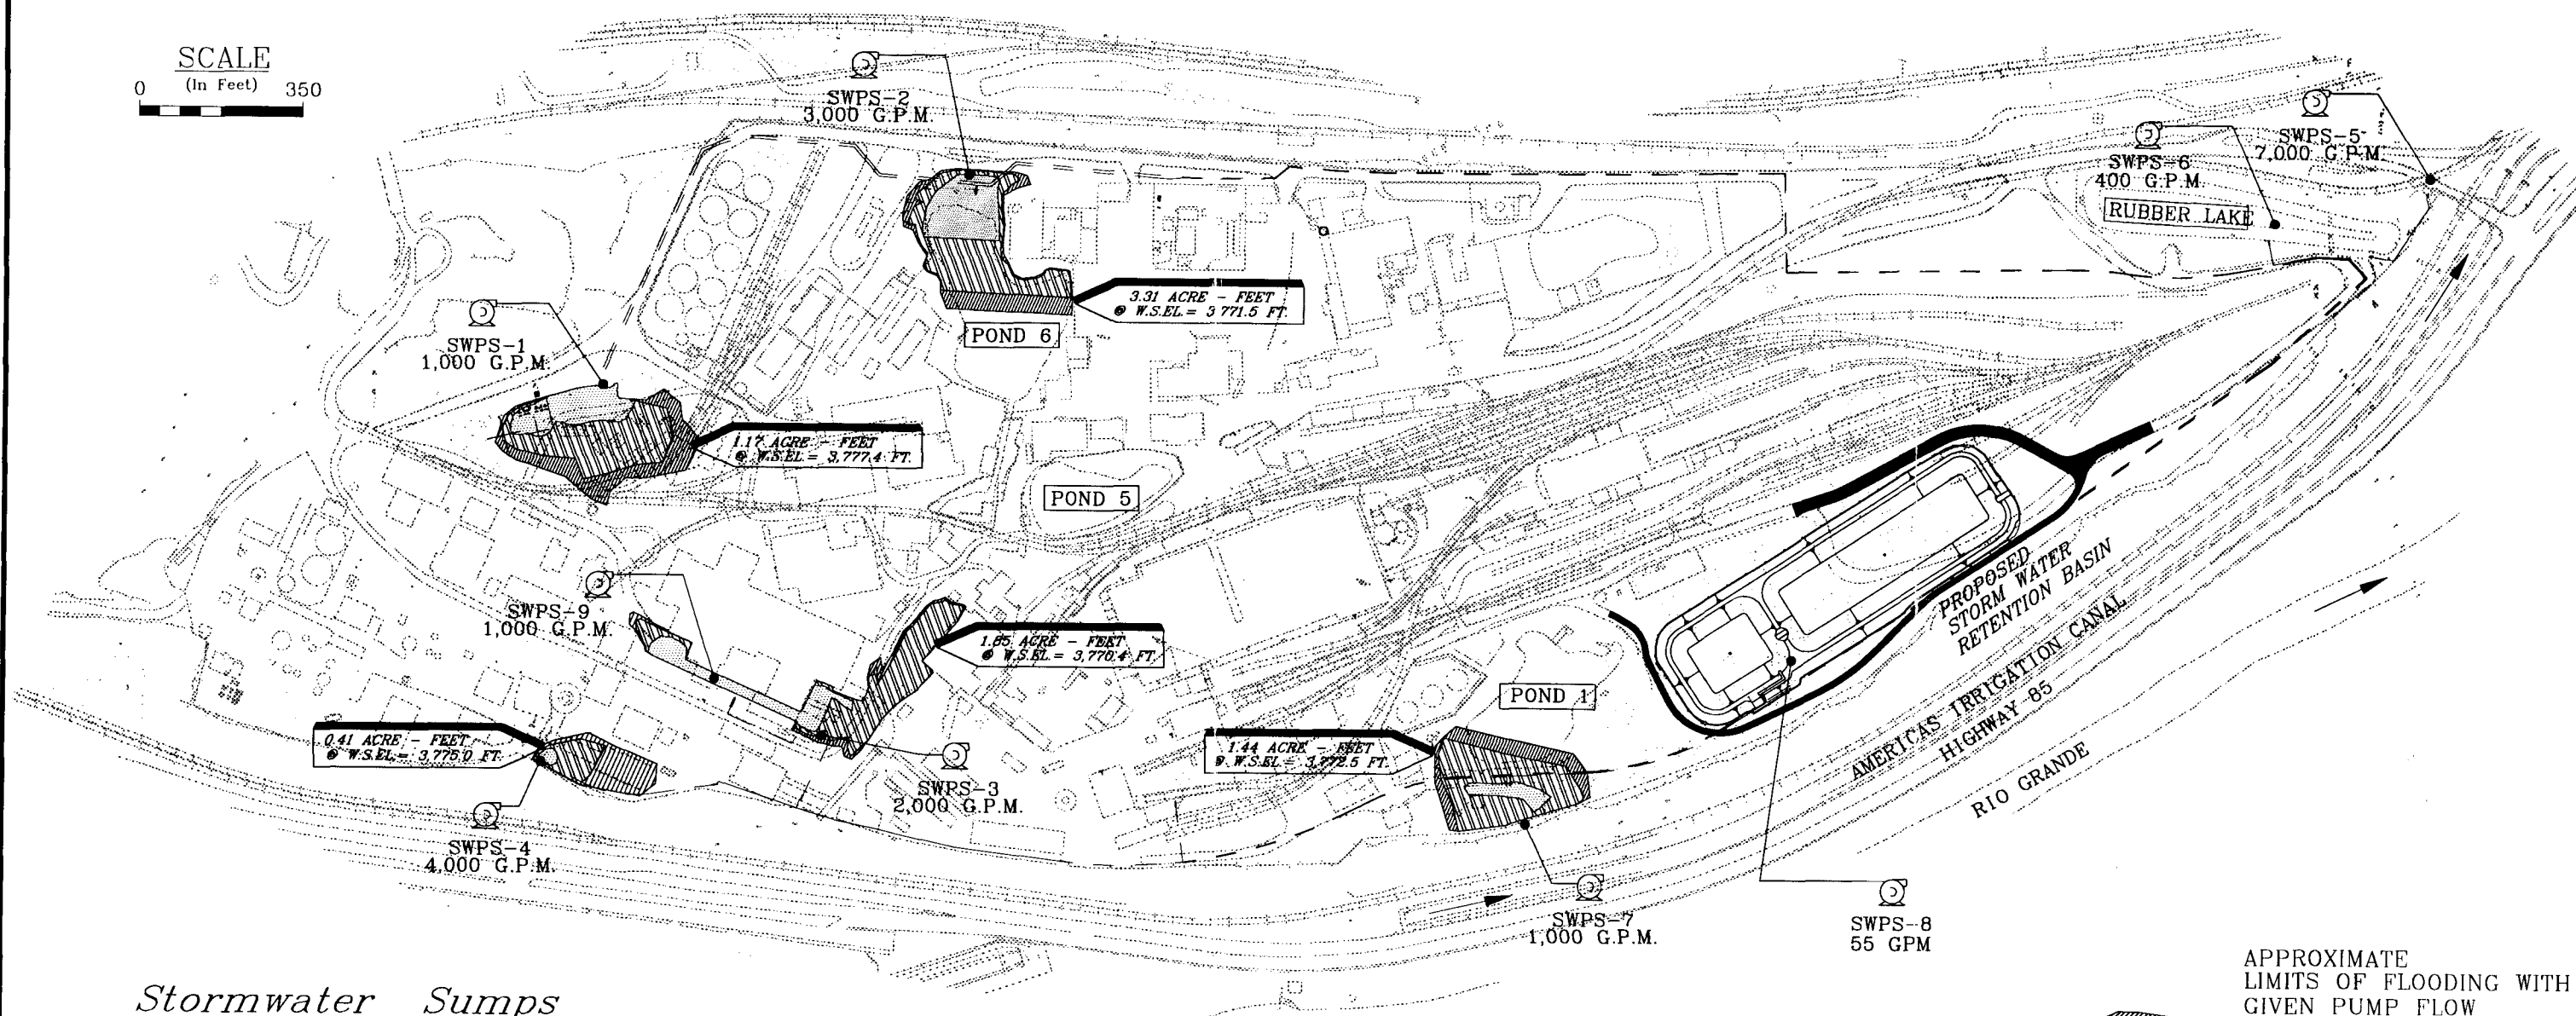 SCALE
(In Feet)
0 350
SWPS-2
3,000 G.P.M.
SWPS-5
7,000 G.P.M.
SWPS-6
400 G.P.M.
RUBBER LAKE
3.31 ACRE - FEET
@ W.S.EL.= 3,771.5 FT.
POND 6
SWPS-1
1,000 G.P.M.
1.17 ACRE - FEET
@ W.S.EL.= 3,777.4 FT.
POND 5
SWPS-9
1,000 G.P.M.
ACRE - FEET
@ W.S.EL.= 3,770.4 FT.
PROPOSED
STORM WATER
RETENTION BASIN
POND 1
0.41 ACRE - FEET
@ W.S.EL.= 3,775.0 FT.
1.44 ACRE - FEET
@ W.S.EL.= 3,772.5 FT.
AMERICAS IRRIGATION CANAL
HIGHWAY 85
RIO GRANDE
SWPS-3
2,000 G.P.M.
SWPS-4
4,000 G.P.M.
SWPS-7
1,000 G.P.M.
SWPS-8
55 GPM
Stormwater Sumps
APPROXIMATE
LIMITS OF FLOODING WITH
GIVEN PUMP FLOW